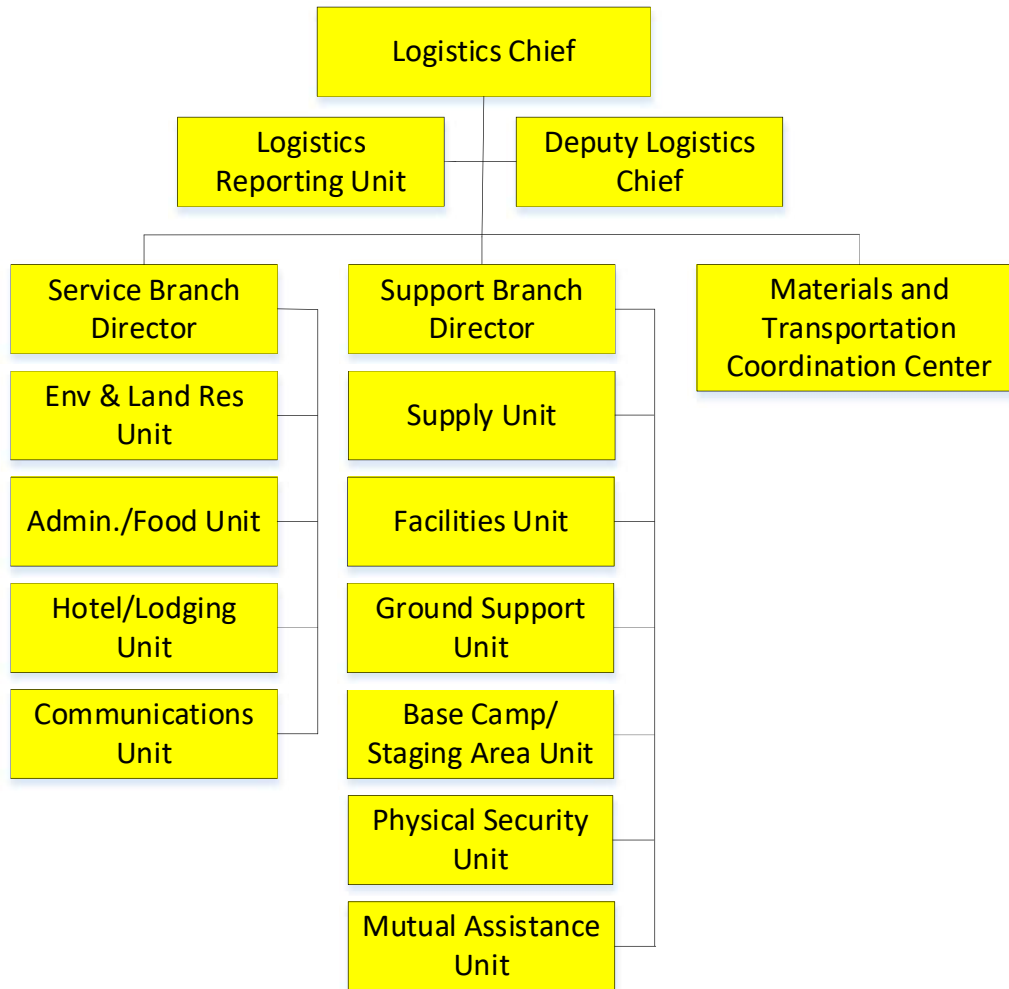 Logistics Chief
Logistics
Reporting Unit
Deputy Logistics
Chief
Service Branch
Director
Env & Land Res
Unit
Admin./Food Unit
Hotel/Lodging
Unit
Communications
Unit
Support Branch
Director
Supply Unit
Facilities Unit
Ground Support
Unit
Base Camp/
Staging Area Unit
Physical Security
Unit
Mutual Assistance
Unit
Materials and
Transportation
Coordination Center